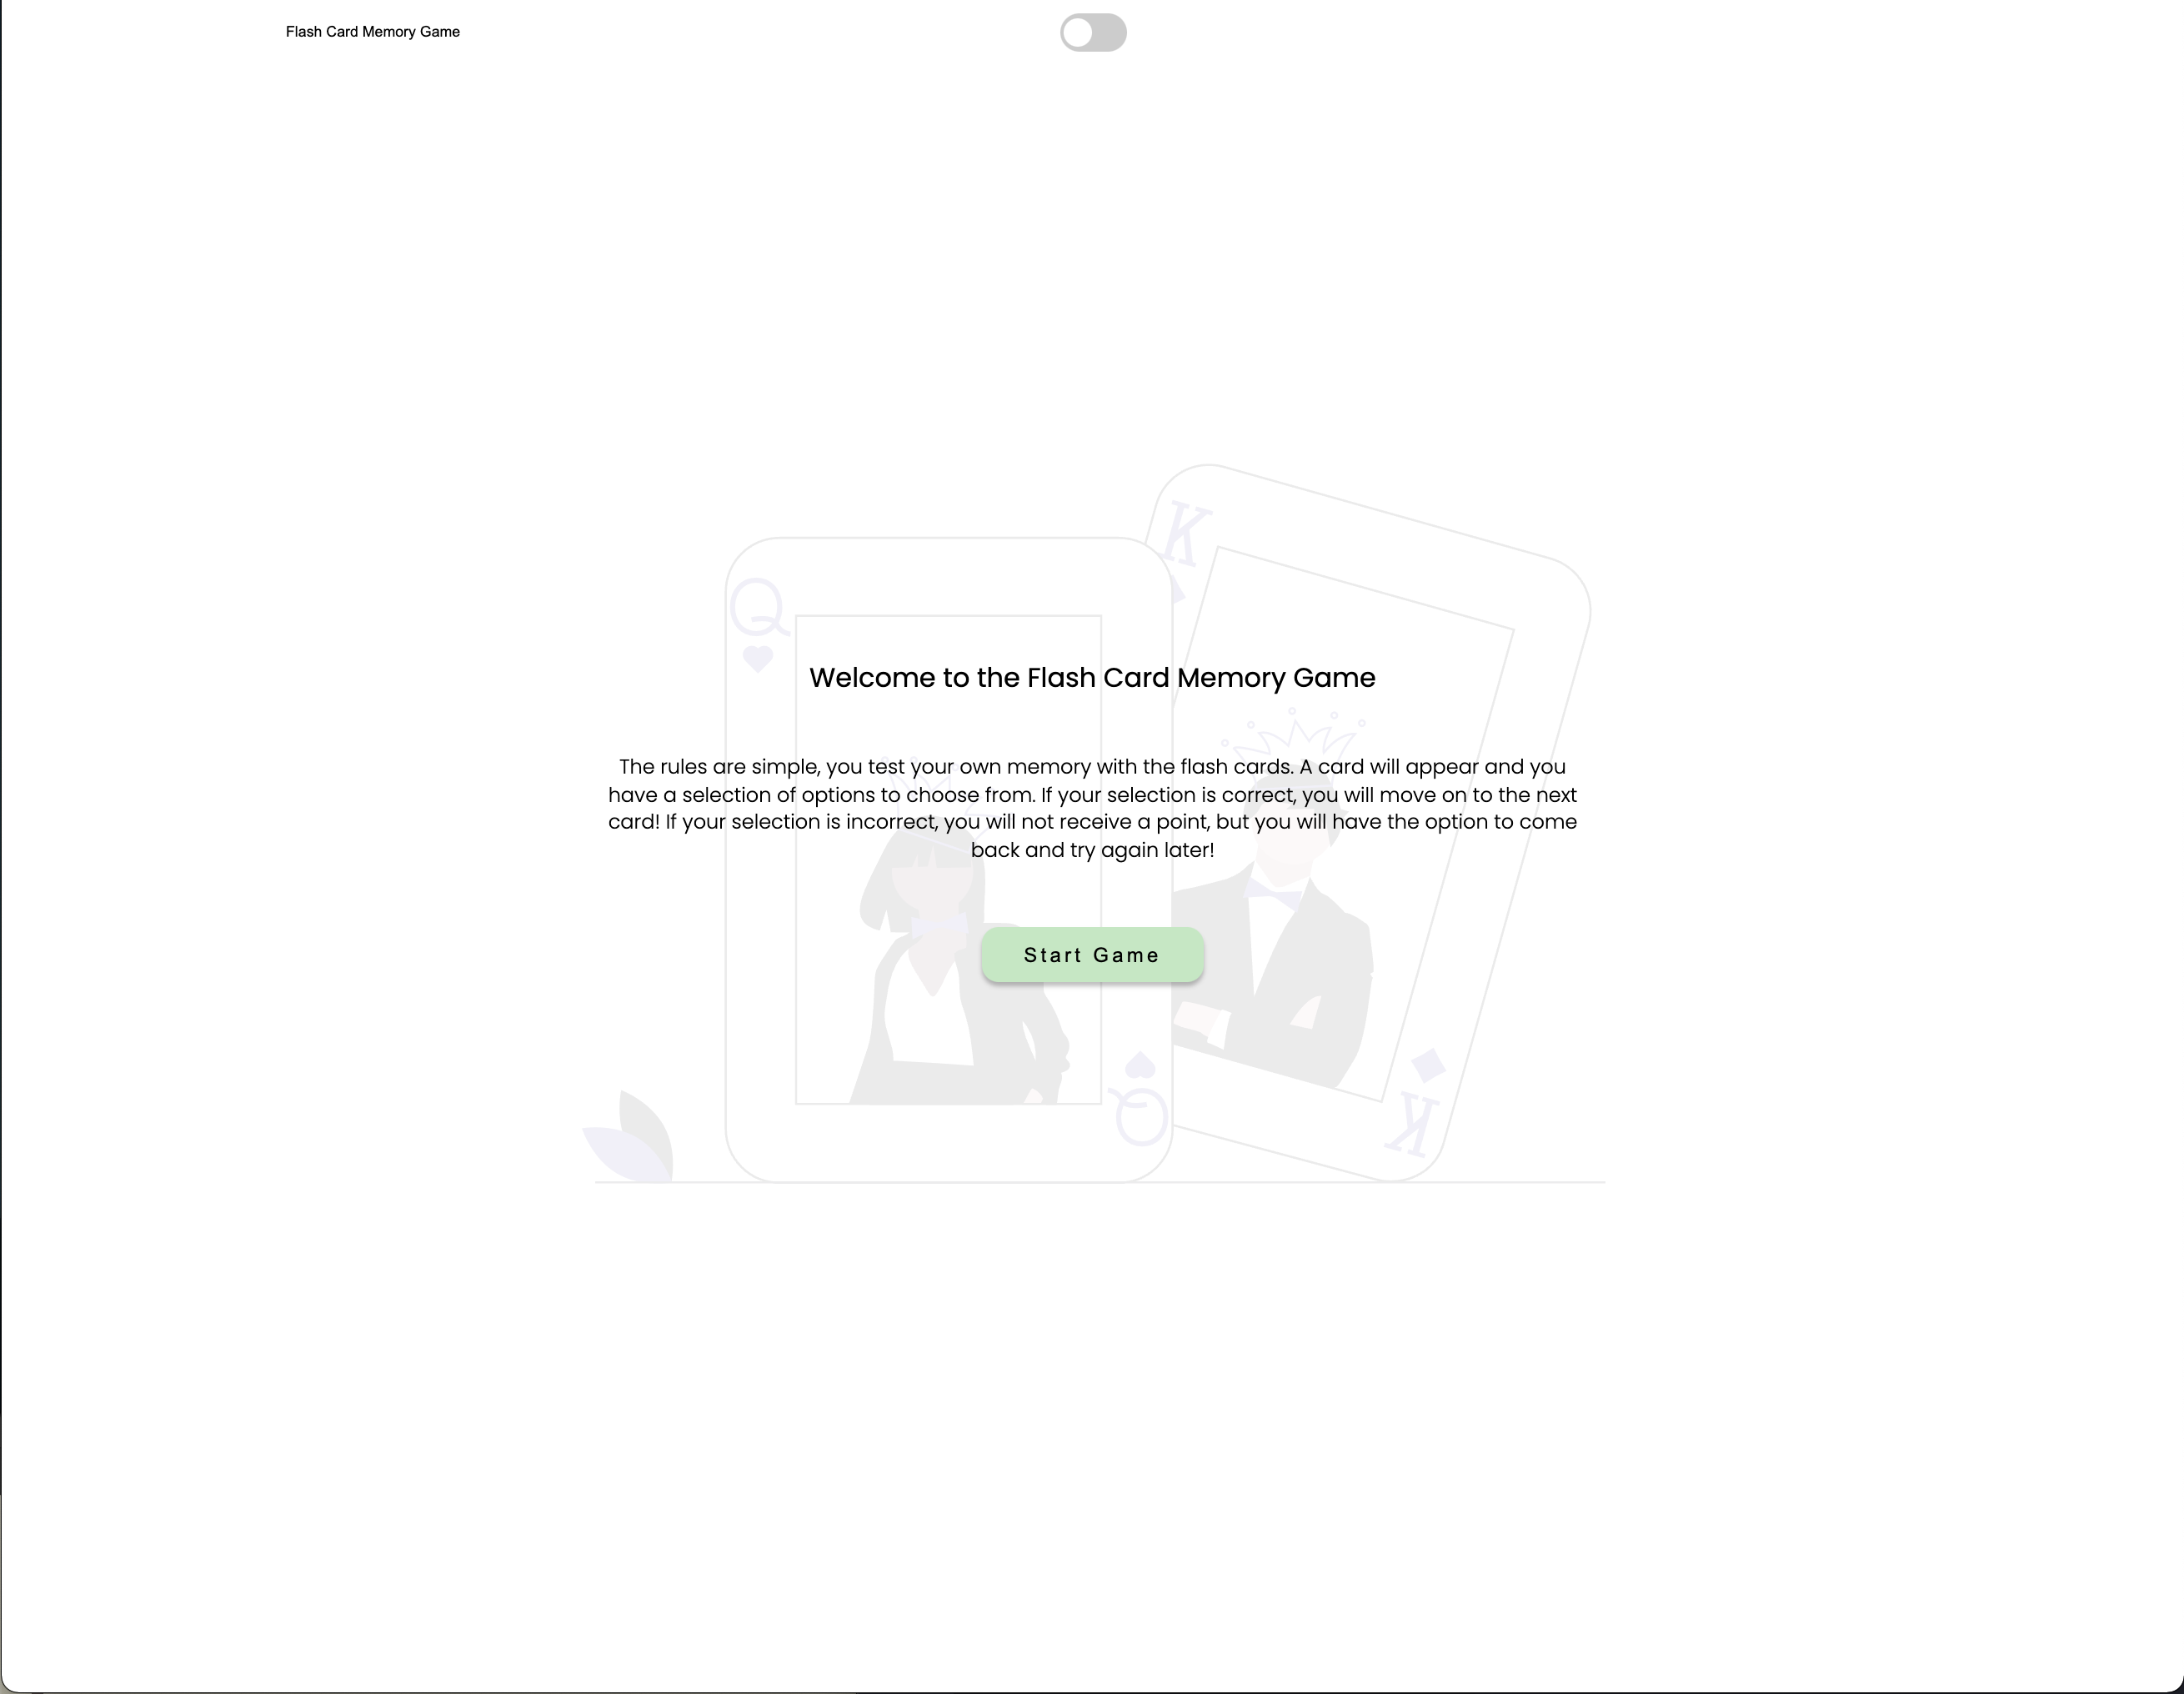 Flash Card Memory Game
K
Q
Welcome to the Flash Card Memory Game
The rules are simple, you test your own memory with the flash cards. A card will appear and you
have a selection of options to choose from. If your selection is correct, you will move on to the next
card! If your selection is incorrect, you will not receive a point, but you will have the option to come
back and try again later!
Start Game
Q
K